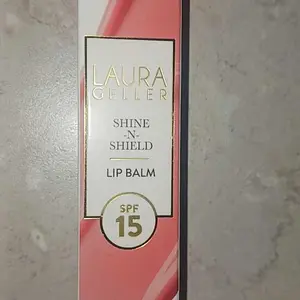 LAURA
GELLER
SHINE
-N-
SHIELD
LIP BALM
SPF
15